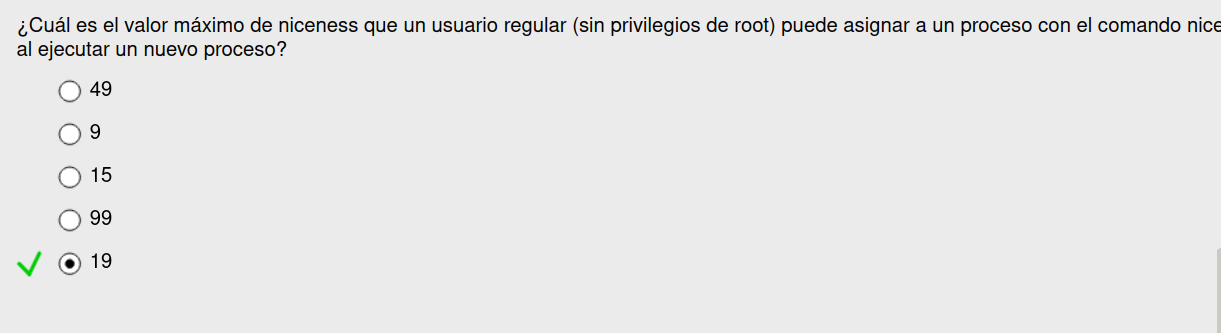 ¿Cuál es el valor máximo de niceness que un usuario regular (sin privilegios de root) puede asignar a un proceso con el comando nice
al ejecutar un nuevo proceso?
49
9
15
99
19